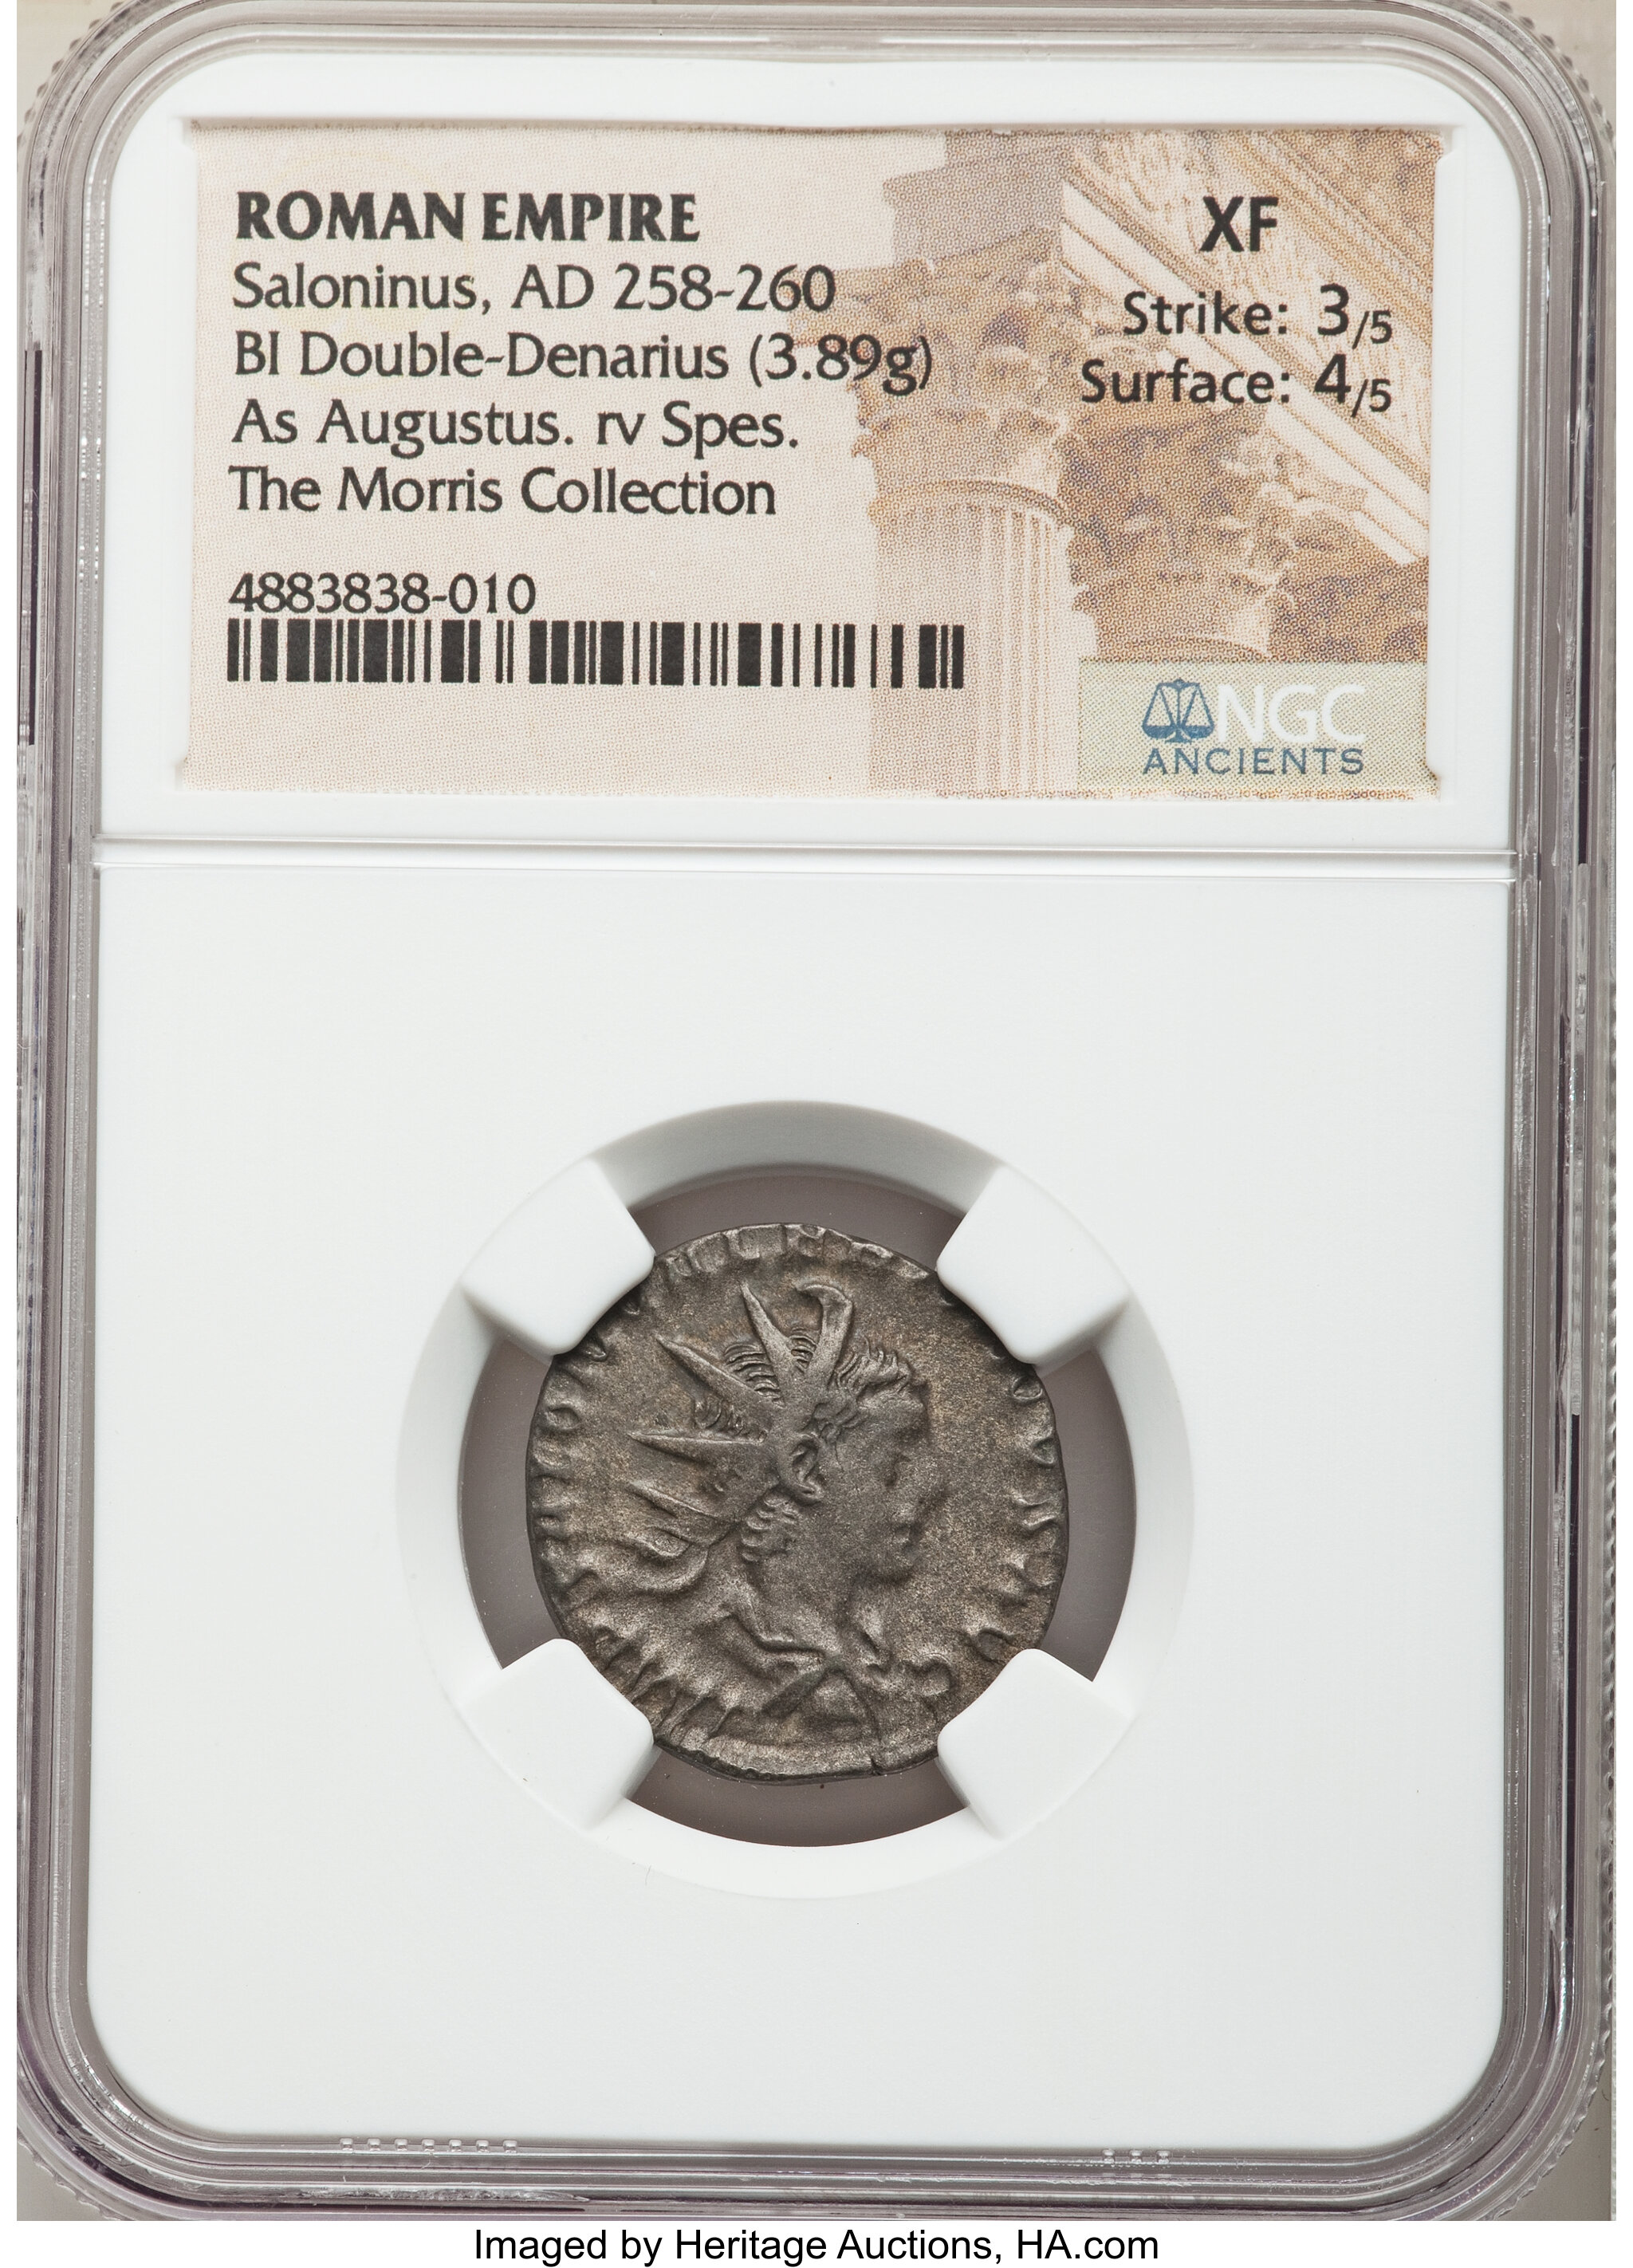 ROMAN EMPIRE
Saloninus, AD 258-260
BI Double-Denarius (3.89g)
As Augustus. rv Spes.
The Morris Collection
4883838-010
XF
Strike: 3/5
Surface: 4/5
NGC
ANCIENTS
Imaged by Heritage Auctions, HA.com